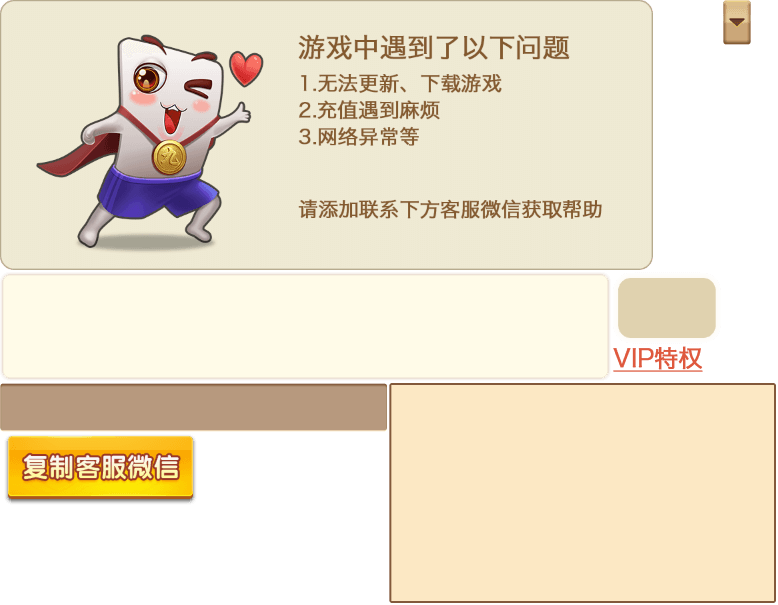 游戏中遇到了以下问题
1.无法更新、下载游戏
2.充值遇到麻烦
3.网络异常等
请添加联系下方客服微信获取帮助
VIP特权
复制客服微信